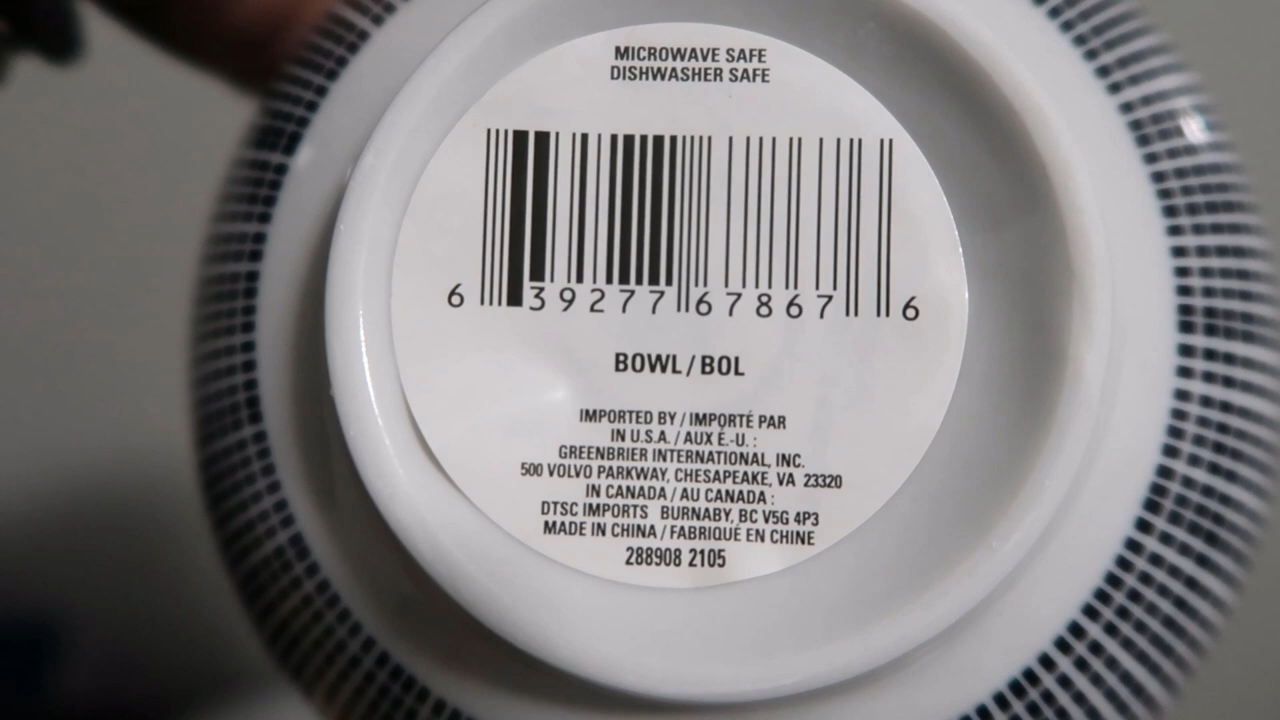 MICROWAVE SAFE
DISHWASHER SAFE
6 39277 67867 6
BOWL / BOL
IMPORTED BY / IMPORTÉ PAR
IN U.S.A. / AUX É.-U. :
GREENBRIER INTERNATIONAL, INC.
500 VOLVO PARKWAY, CHESAPEAKE, VA 23320
IN CANADA / AU CANADA :
DTSC IMPORTS BURNABY, BC V5G 4P3
MADE IN CHINA / FABRIQUÉ EN CHINE
288908 2105